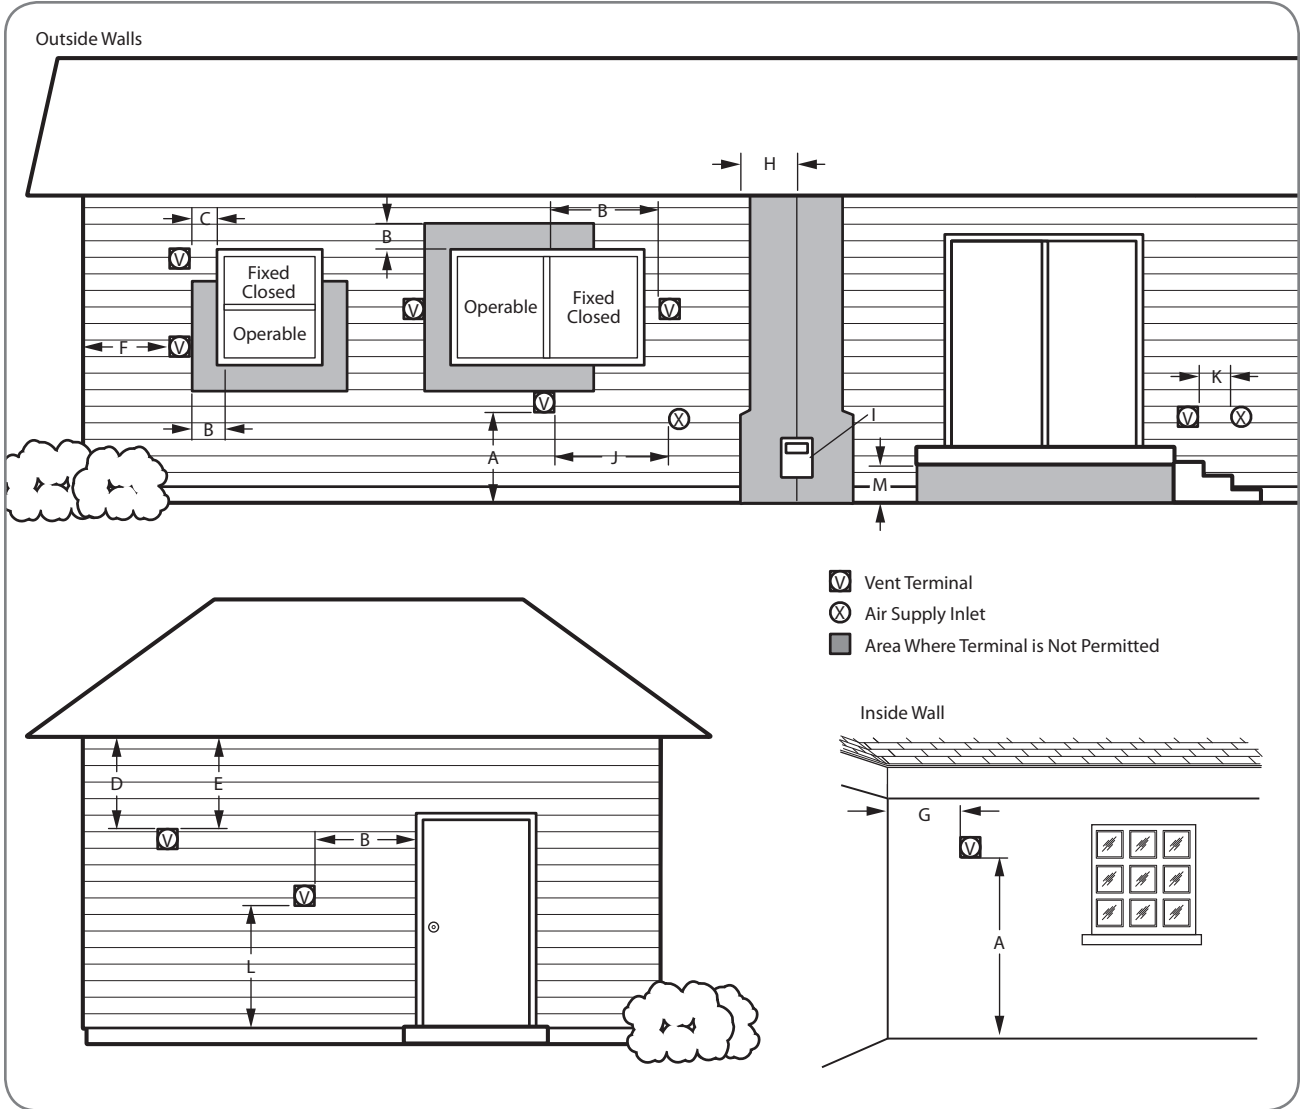 Outside Walls
H
C
B
B
V
Fixed
Closed
Operable
V
Operable
Fixed
Closed
V
F
V
K
B
V
A
J
X
I
M
V
X
V Vent Terminal
X Air Supply Inlet
Area Where Terminal is Not Permitted
Inside Wall
D
E
V
B
V
L
G
V
A